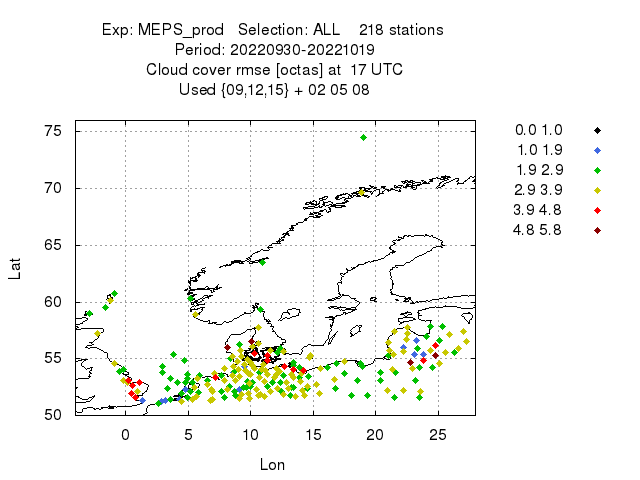 Exp: MEPS_prod   Selection: ALL    218 stations
Period: 20220930-20221019
Cloud cover rmse [octas] at  17 UTC
Used {09,12,15} + 02 05 08
0.0 1.0
1.0 1.9
1.9 2.9
2.9 3.9
3.9 4.8
4.8 5.8
75
70
65
60
55
50
Lat
0 5 10 15 20 25
Lon